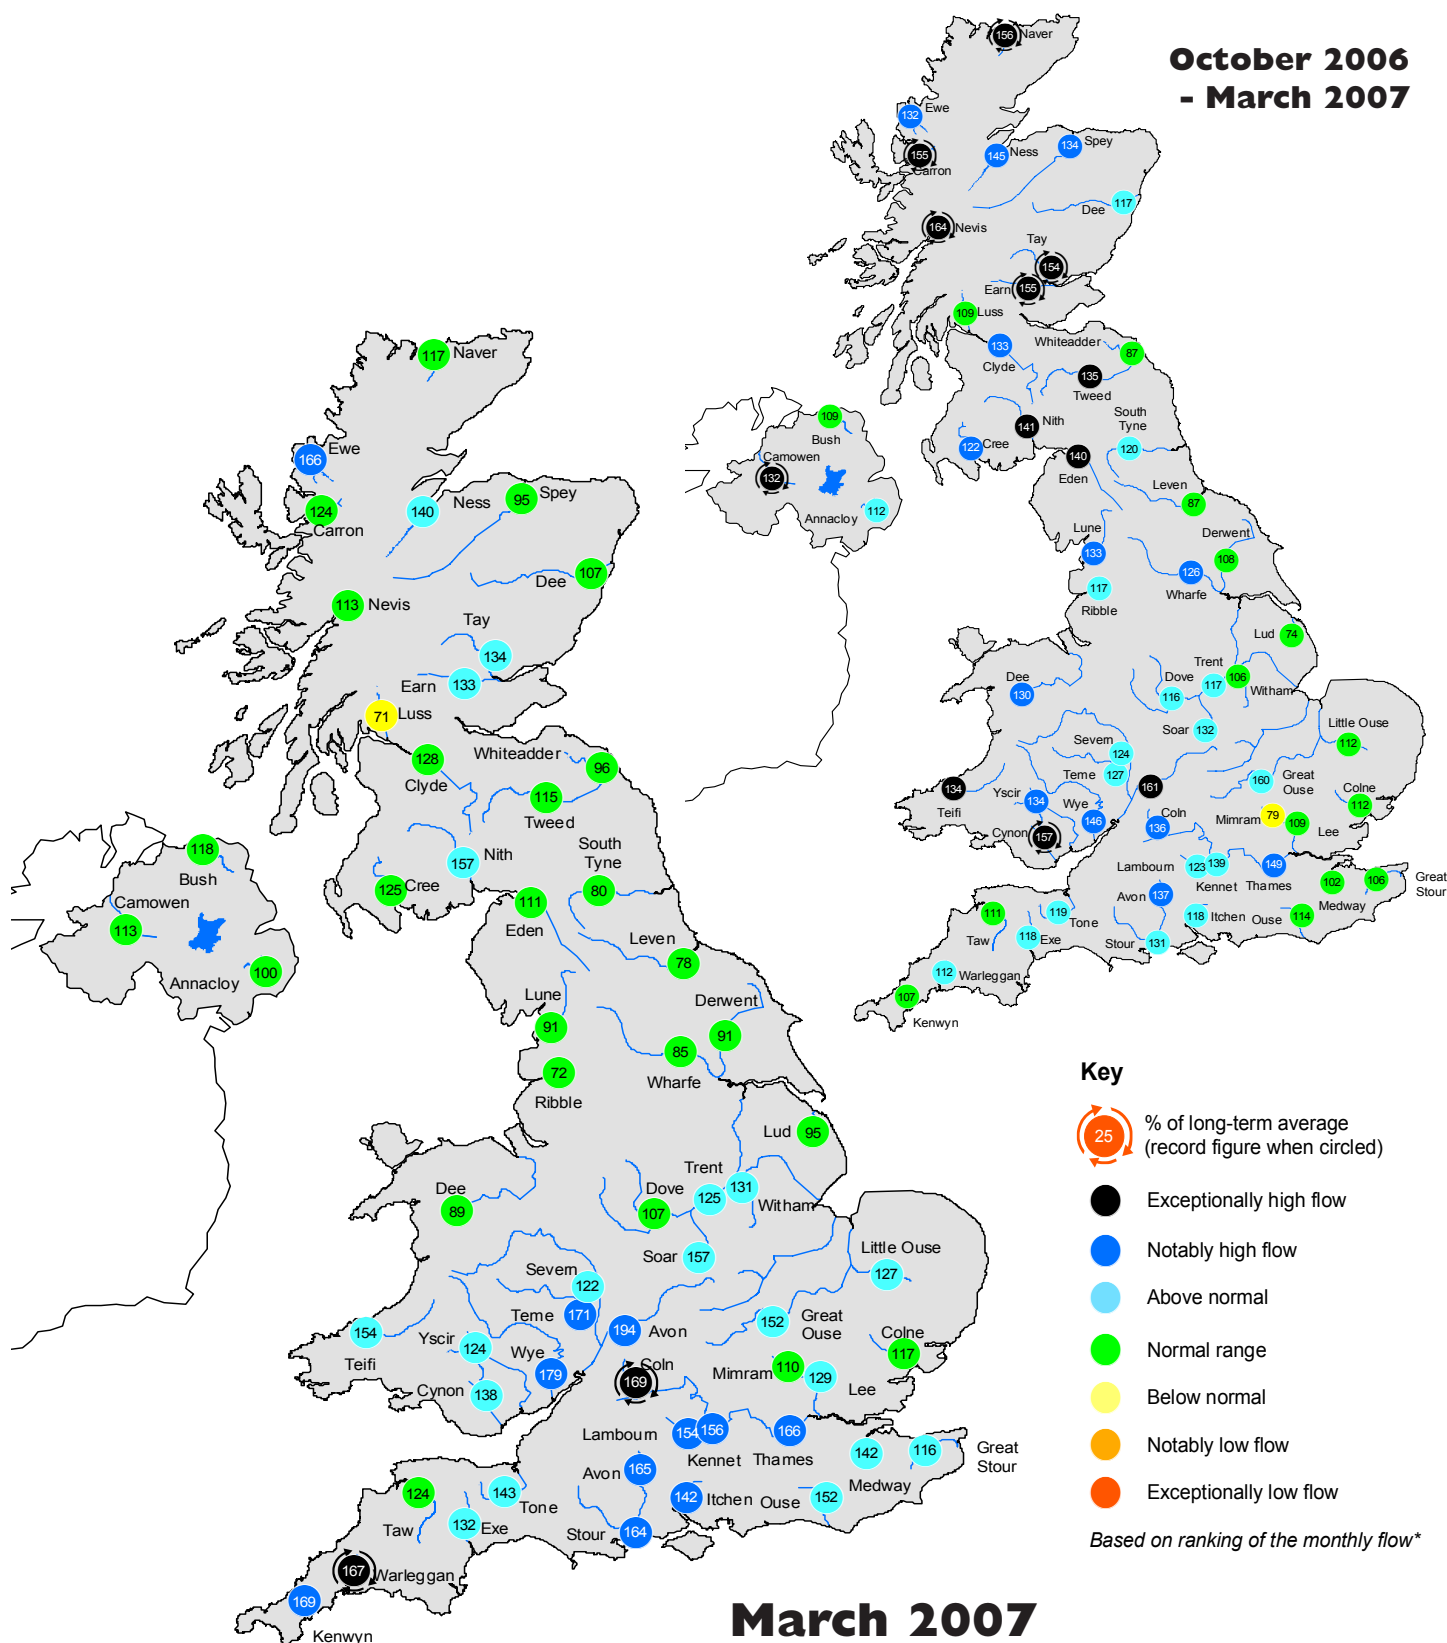 October 2006
- March 2007
156 Naver
Ewe
132
155
Carron
145 Ness
134 Spey
Dee 117
164 Nevis
Tay
154
Earn 155
109 Luss
133
Clyde
Whiteadder
87
135
Tweed
Nith
141
122 Cree
South
Tyne
120
140
Eden
109
Bush
Camowen
132
Annacloy 112
Leven
87
Lune
133
Derwent
108
126
Wharfe
117
Ribble
Lud 74
Dee
130
Trent
106
Dove
116
117
Witham
Soar 132
Little Ouse
112
Severn
124
Teme 127
161
160 Great
Ouse
Colne
112
134
Teifi
Yscir
134
Wye
146
Coln
136
Mimram 79
109
Lee
Cynon
157
Lambourn
123 139
Kennet
149
Thames
102
Medway
106
Great
Stour
Avon 137
111
Taw
119
Tone
118 Exe
118 Itchen
Ouse 114
Stour 131
112
Warleggan
107
Kenwyn
117 Naver
Ewe
166
124
Carron
140 Ness
95 Spey
Dee 107
113 Nevis
Tay
134
Earn 133
71 Luss
128
Clyde
Whiteadder 96
115
Tweed
157 Nith
South
Tyne
80
125 Cree
111
Eden
118
Bush
Camowen
113
Annacloy 100
Leven
78
Lune
91
Derwent
91
85
Wharfe
72
Ribble
Lud 95
Dee
89
Trent
131
Dove
107
125
Witham
Soar 157
Little Ouse
127
Severn
122
Teme 171
194 Avon
152 Great
Ouse
Colne
117
154
Teifi
Yscir
124
Wye
179
Coln
169
Mimram 110
129
Lee
Cynon 138
Lambourn 154 156
Kennet
166
Thames
142
Medway
116
Great
Stour
Avon 165
124
Taw
143
Tone
132 Exe
142 Itchen
Ouse 152
Stour 164
167 Warleggan
169
Kenwyn
March 2007
Key
25 % of long-term average
(record figure when circled)
Exceptionally high flow
Notably high flow
Above normal
Normal range
Below normal
Notably low flow
Exceptionally low flow
Based on ranking of the monthly flow*